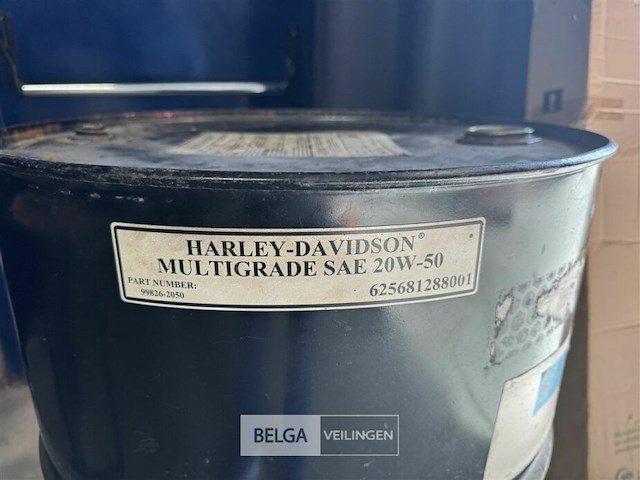 HARLEY-DAVIDSON®
MULTIGRADE SAE 20W-50
PART NUMBER:
99826-2050
625681288001
BELGA VEILINGEN